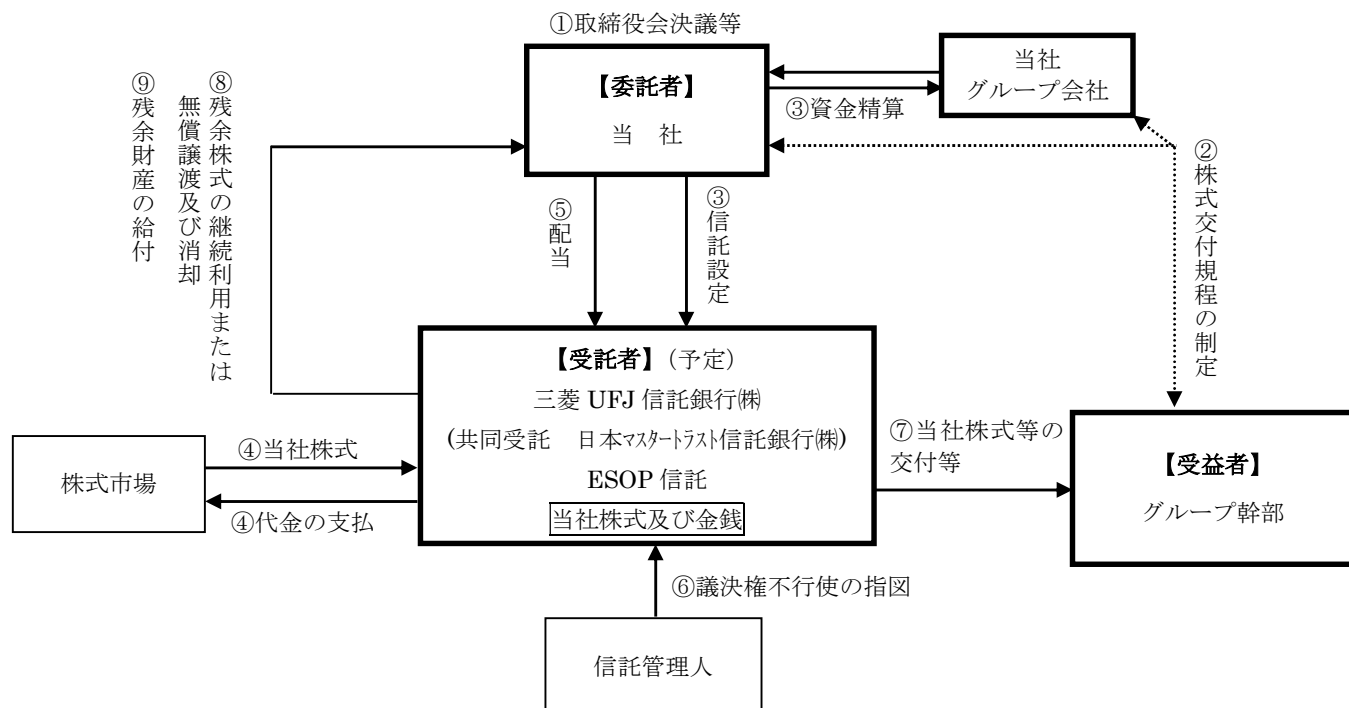 ①取締役会決議等
【委託者】
当　社
当社
グループ会社
③資金精算
⑨残余財産の給付
⑧残余株式の継続利用または
無償譲渡及び消却
⑤配当
③信託設定
②株式交付規程の制定
【受託者】(予定)
三菱 UFJ 信託銀行㈱
(共同受託　日本ﾏｽﾀｰﾄﾗｽﾄ信託銀行㈱)
ESOP 信託
当社株式及び金銭
株式市場
④当社株式
④代金の支払
⑦当社株式等の
交付等
【受益者】
グループ幹部
⑥議決権不行使の指図
信託管理人